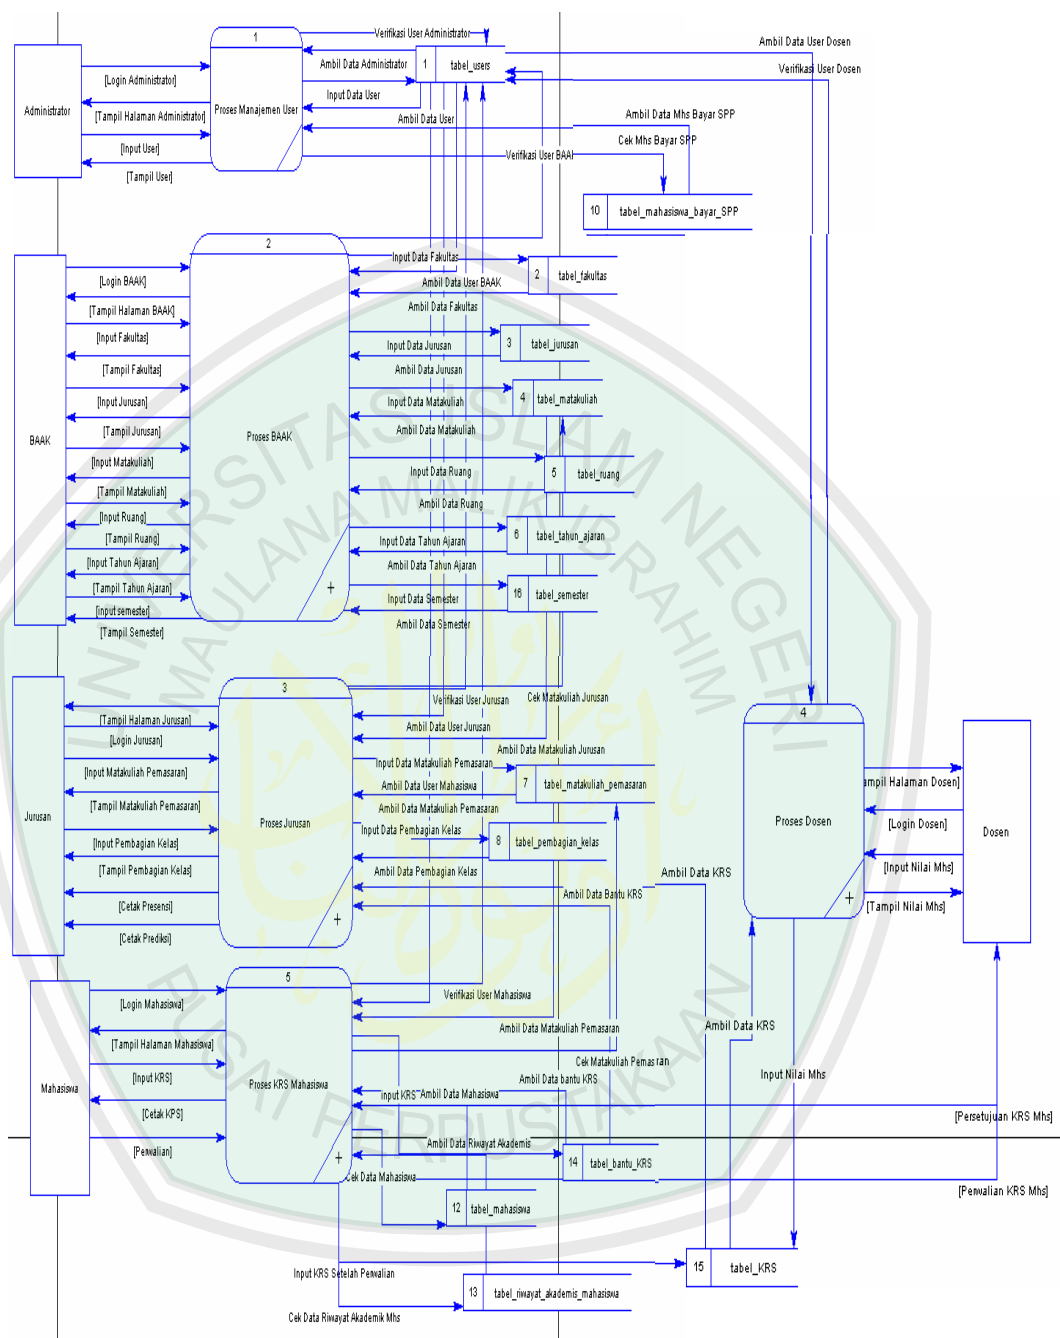 1
Verifikasi User Administrator
Ambil Data User Dosen
Administrator
[Login Administrator]
Proses Manajemen User
Ambil Data Administrator
1
tabel_users
Verifikasi User Dosen
[Tampil Halaman Administrator]
Input Data User
[Input User]
Ambil Data User
Ambil Data Mhs Bayar SPP
[Tampil User]
Cek Mhs Bayar SPP
Verifikasi User BAA
10
tabel_mahasiswa_bayar_SPP
2
BAAK
Proses BAAK
[Login BAAK]
[Tampil Halaman BAAK]
[Input Fakultas]
[Tampil Fakultas]
[Input Jurusan]
[Tampil Jurusan]
[Input Matakuliah]
[Tampil Matakuliah]
[Input Ruang]
[Tampil Ruang]
[Input Tahun Ajaran]
[Tampil Tahun Ajaran]
[input semester]
[Tampil Semester]
+
Input Data Fakultas
2
tabel_fakultas
Ambil Data User BAAK
Ambil Data Fakultas
3
tabel_jurusan
Input Data Jurusan
Ambil Data Jurusan
4
tabel_matakuliah
Input Data Matakuliah
Ambil Data Matakuliah
5
tabel_ruang
Input Data Ruang
Ambil Data Ruang
6
tabel_tahun_ajaran
Input Data Tahun Ajaran
Ambil Data Tahun Ajaran
16
tabel_semester
Input Data Semester
Ambil Data Semester
3
Jurusan
Proses Jurusan
[Tampil Halaman Jurusan]
[Login Jurusan]
[Input Matakuliah Pemasaran]
[Tampil Matakuliah Pemasaran]
[Input Pembagian Kelas]
[Tampil Pembagian Kelas]
[Cetak Presensi]
[Cetak Prediksi]
+
Verifikasi User Jurusan
Cek Matakuliah Jurusan
Ambil Data User Jurusan
Ambil Data Matakuliah Jurusan
Input Data Matakuliah Pemasaran
7
tabel_matakuliah_pemasaran
Ambil Data User Mahasiswa
Ambil Data Matakuliah Pemasaran
Input Data Pembagian Kelas
8
tabel_pembagian_kelas
Ambil Data Pembagian Kelas
Ambil Data KRS
Ambil Data Bantu KRS
4
Proses Dosen
+
Dosen
ampil Halaman Dosen]
[Login Dosen]
[Input Nilai Mhs]
[Tampil Nilai Mhs]
5
Mahasiswa
Proses KRS Mahasiswa
[Login Mahasiswa]
[Tampil Halaman Mahasiswa]
[Input KRS]
[Cetak KPS]
[Perwalian]
+
Verifikasi User Mahasiswa
Ambil Data Matakuliah Pemasaran
Ambil Data KRS
Cek Matakuliah Pemasran
Ambil Data bantu KRS
Input Nilai Mhs
input KRS
Ambil Data Mahasiswa
[Persetujuan KRS Mhs]
Ambil Data Riwayat Akademis
14
tabel_bantu_KRS
Cek Data Mahasiswa
[Perwalian KRS Mhs]
12
tabel_mahasiswa
Input KRS Setelah Perwalian
15
tabel_KRS
13
tabel_riwayat_akademis_mahasiswa
Cek Data Riwayat Akademik Mhs
UNIVERSITAS ISLAM NEGERI
MAULANA MALIK IBRAHIM
PUSAT PERPUSTAKAAN